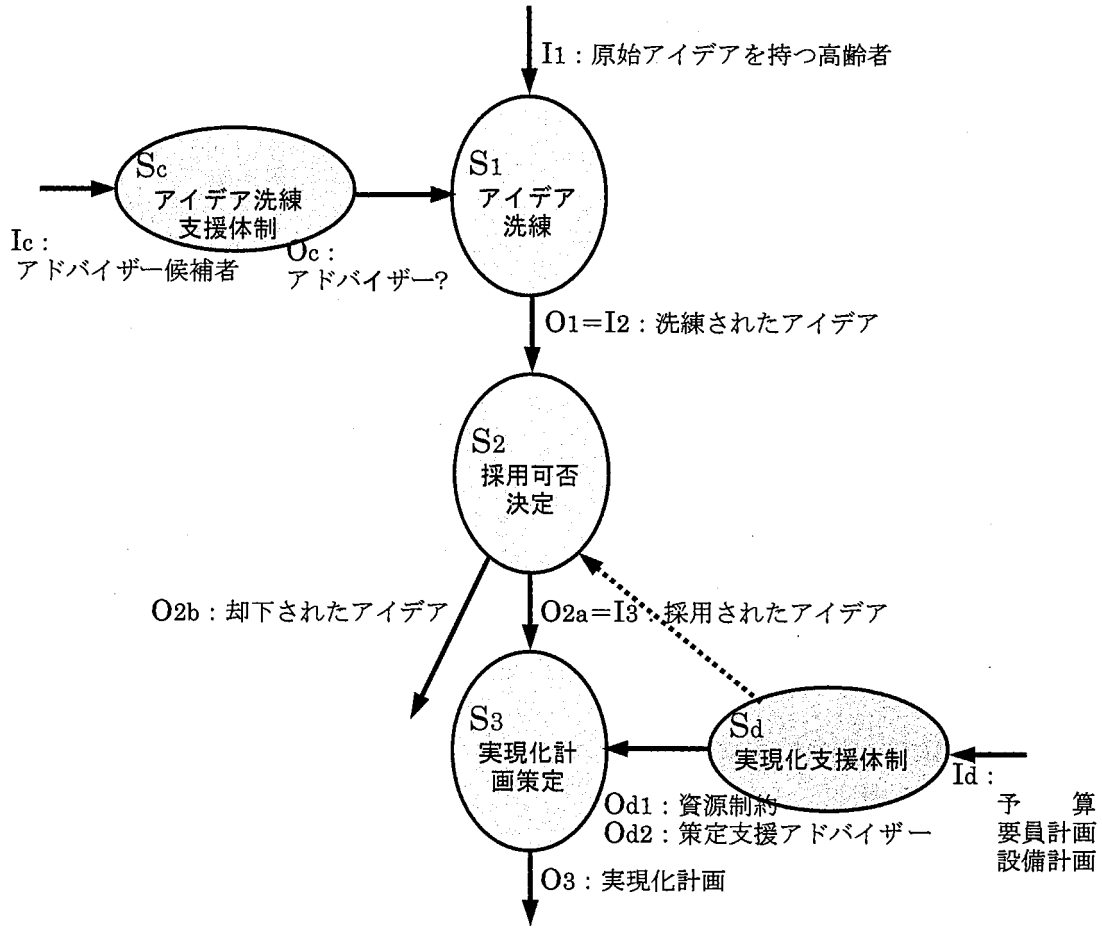 I1：原始アイデアを持つ高齢者
Sc
アイデア洗練
支援体制
S1
アイデア
洗練
Ic：
アドバイザー候補者
Oc：
アドバイザー?
O1＝I2：洗練されたアイデア
S2
採用可否
決定
O2b：却下されたアイデア
O2a＝I3：採用されたアイデア
S3
実現化計
画策定
Sd
実現化支援体制
Id：
予　算
要員計画
設備計画
Od1：資源制約
Od2：策定支援アドバイザー
O3：実現化計画